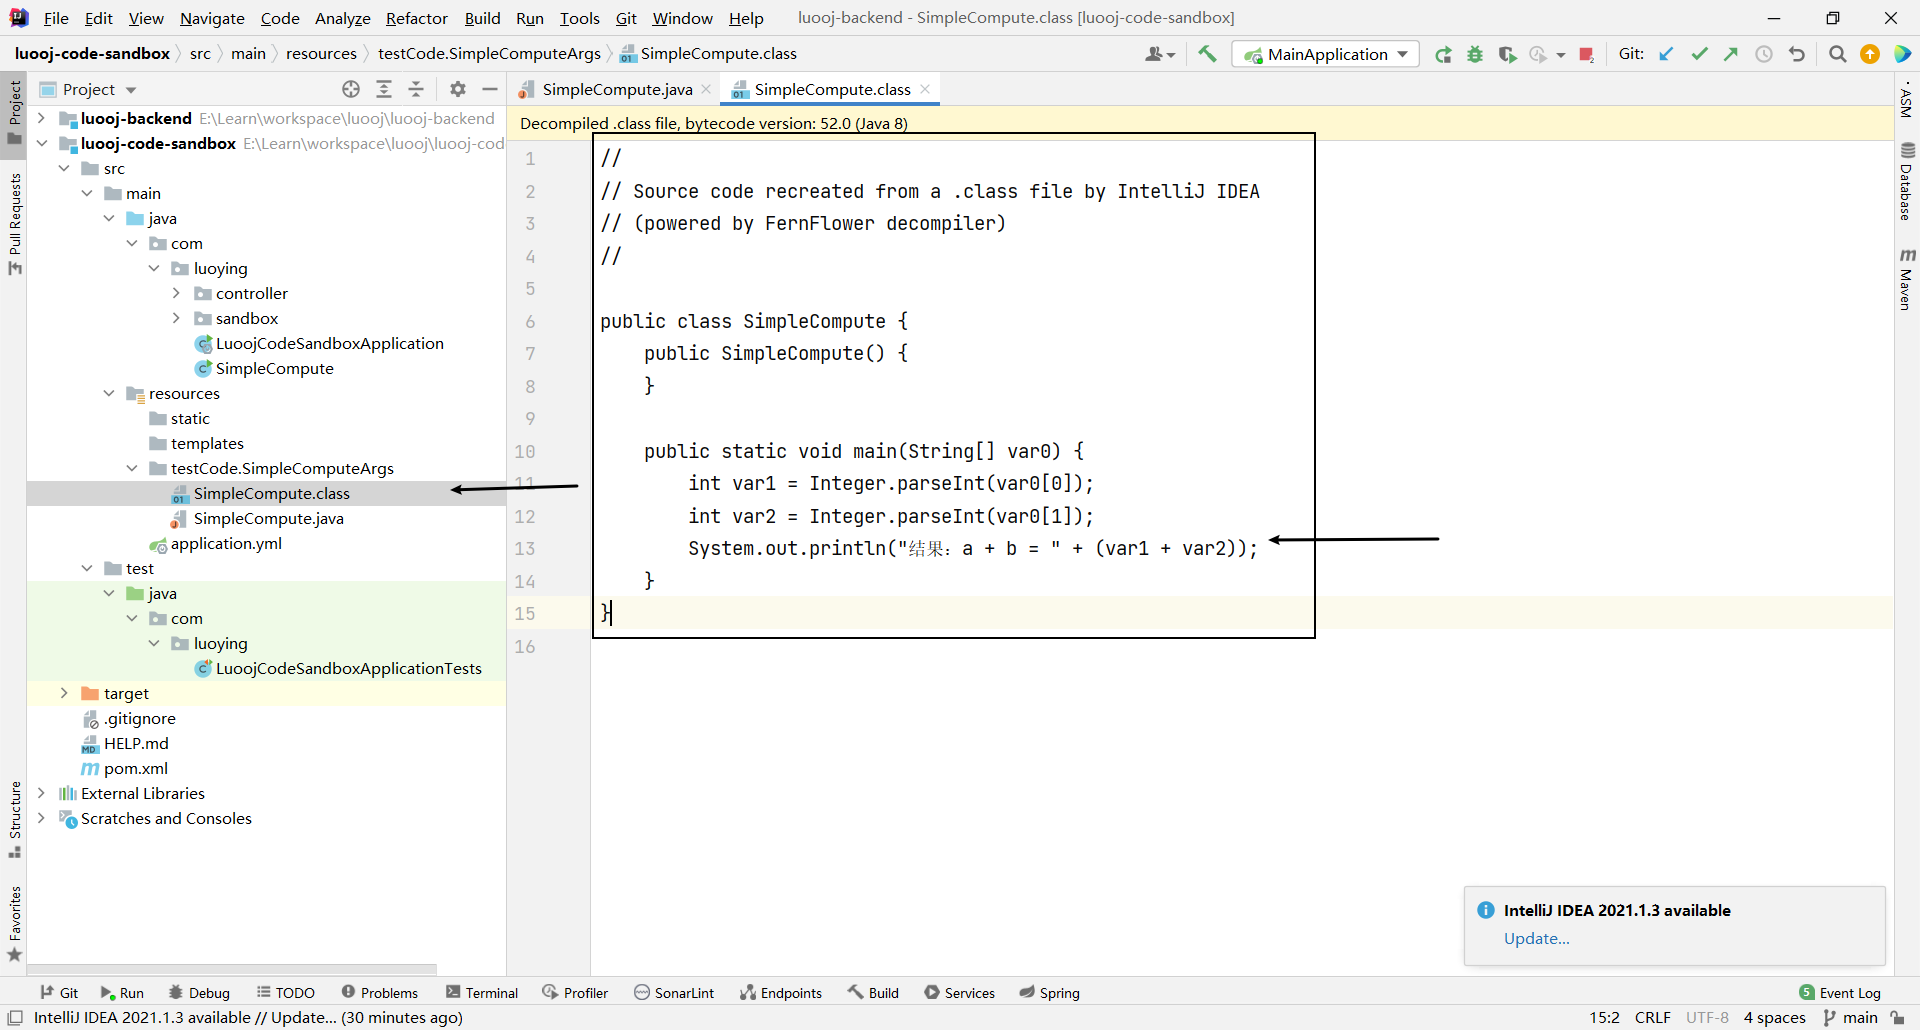 File Edit View Navigate Code Analyze Refactor Build Run Tools Git Window Help luooj-backend - SimpleCompute.class [luooj-code-sandbox]
luooj-code-sandbox src main resources testCode.SimpleComputeArgs SimpleCompute.class MainApplication Git:
Project
SimpleCompute.java SimpleCompute.class
Decompiled .class file, bytecode version: 52.0 (Java 8)
Project
Pull Requests
Structure
Favorites
luooj-backend E:\Learn\workspace\luooj\luooj-backend
luooj-code-sandbox E:\Learn\workspace\luooj\luooj-cod
src
main
java
com
luoying
controller
sandbox
LuoojCodeSandboxApplication
SimpleCompute
resources
static
templates
testCode.SimpleComputeArgs
SimpleCompute.class
SimpleCompute.java
application.yml
test
java
com
luoying
LuoojCodeSandboxApplicationTests
target
.gitignore
HELP.md
pom.xml
External Libraries
Scratches and Consoles
1 //
2 // Source code recreated from a .class file by IntelliJ IDEA
3 // (powered by FernFlower decompiler)
4 //
5
6 public class SimpleCompute {
7 public SimpleCompute() {
8 }
9
10 public static void main(String[] var0) {
11 int var1 = Integer.parseInt(var0[0]);
12 int var2 = Integer.parseInt(var0[1]);
13 System.out.println("结果：a + b = " + (var1 + var2));
14 }
15 }
16
ASM
Database
Maven
IntelliJ IDEA 2021.1.3 available
Update...
Git Run Debug TODO Problems Terminal Profiler SonarLint Endpoints Build Services Spring 5 Event Log
IntelliJ IDEA 2021.1.3 available // Update... (30 minutes ago) 15:2 CRLF UTF-8 4 spaces main